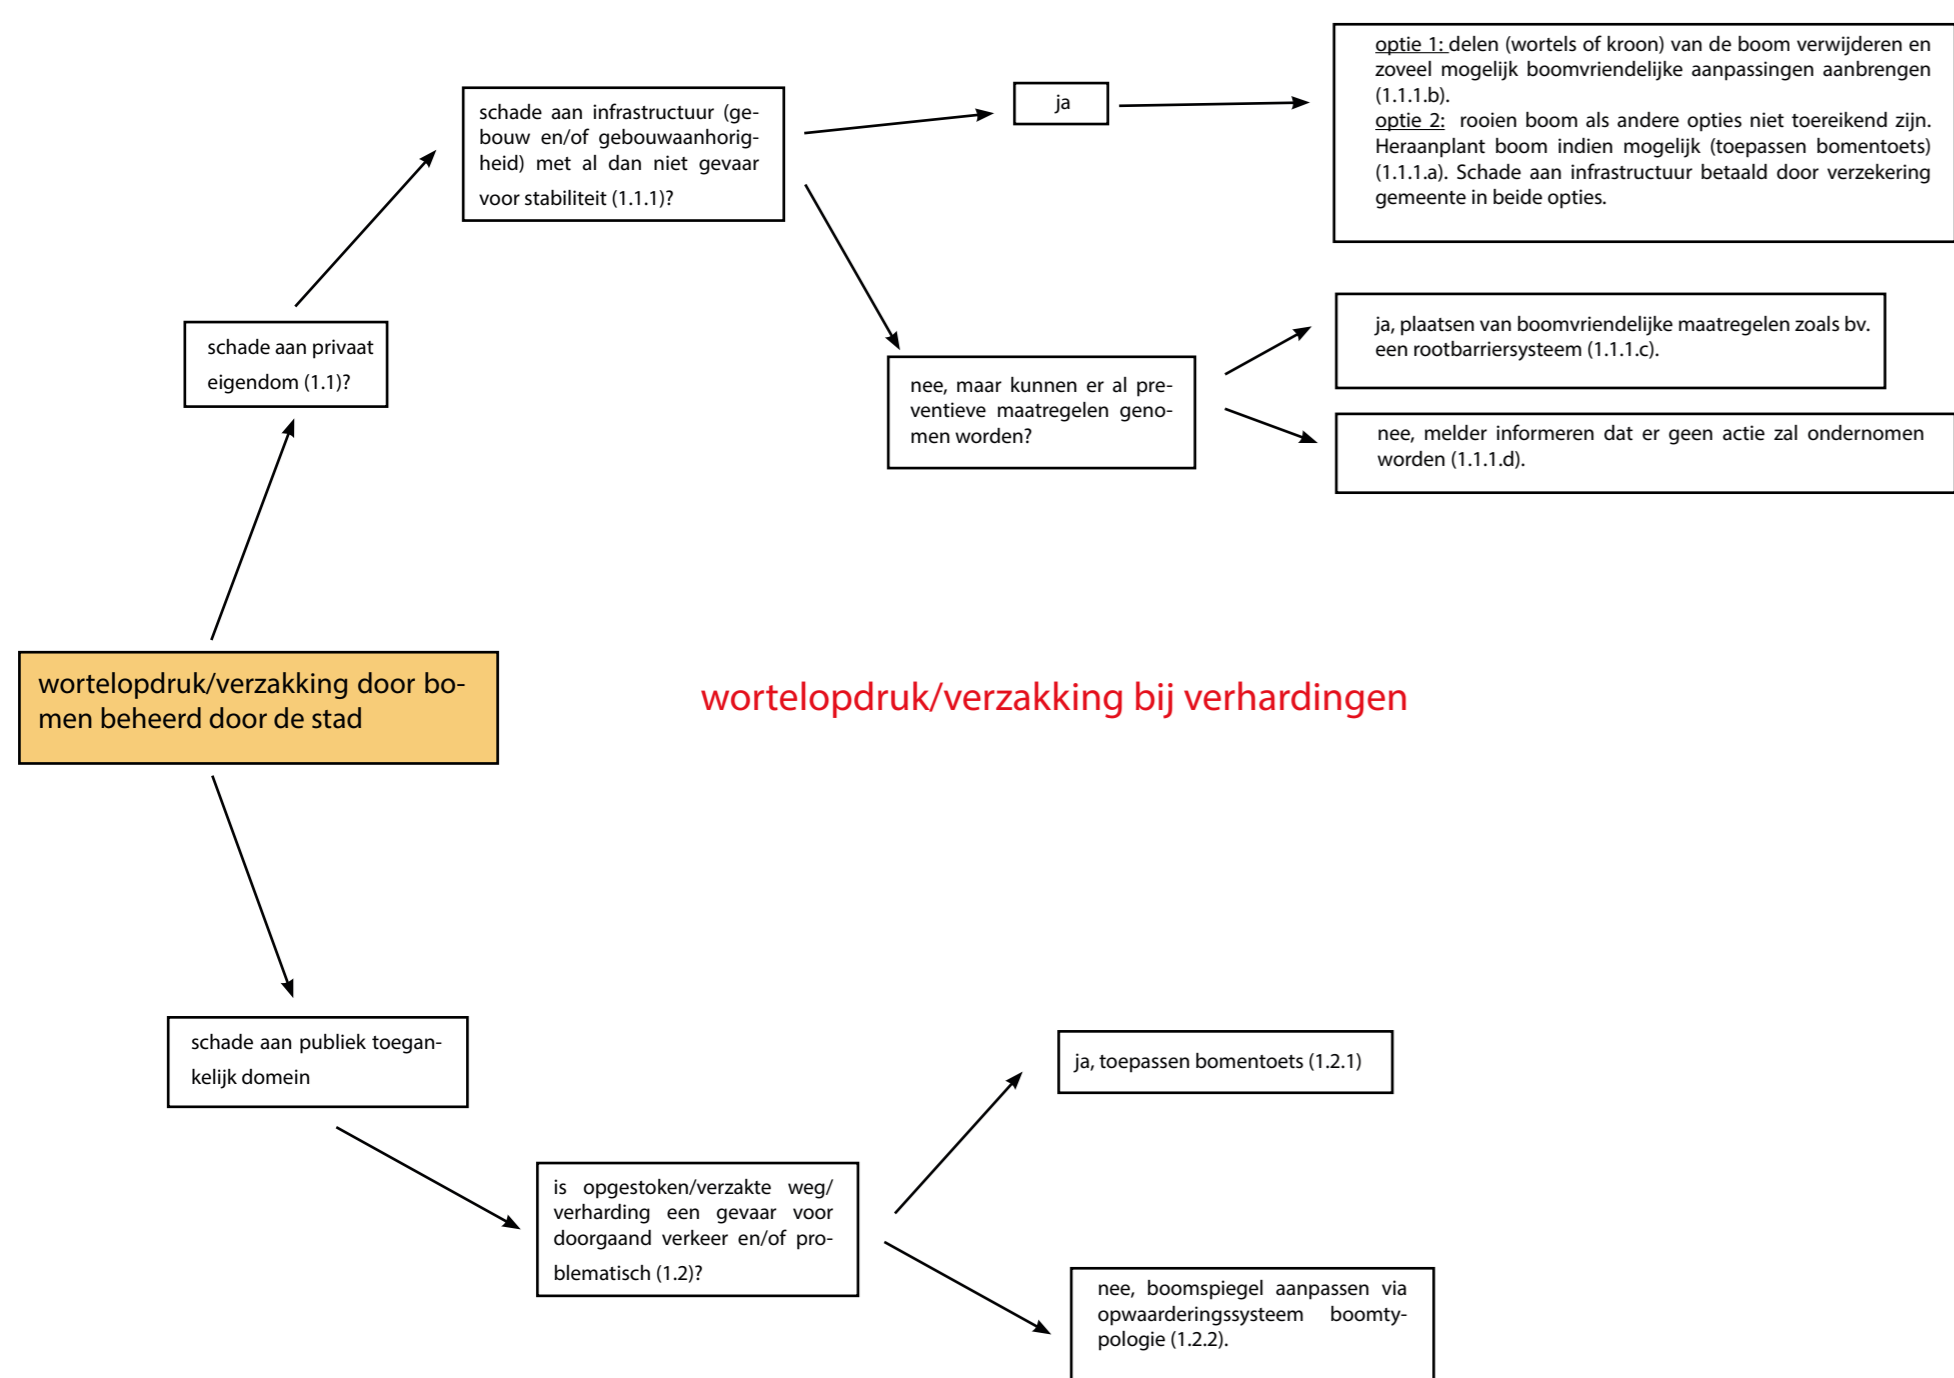 optie 1: delen (wortels of kroon) van de boom verwijderen en
zoveel mogelijk boomvriendelijke aanpassingen aanbrengen
(1.1.1.b).
optie 2: rooien boom als andere opties niet toereikend zijn.
Heraanplant boom indien mogelijk (toepassen bomentoets)
(1.1.1.a). Schade aan infrastructuur betaald door verzekering
gemeente in beide opties.
schade aan infrastructuur (ge-
bouw en/of gebouwaanhorig-
heid) met al dan niet gevaar
voor stabiliteit (1.1.1)?
ja
schade aan privaat
eigendom (1.1)?
ja, plaatsen van boomvriendelijke maatregelen zoals bv.
een rootbarriersysteem (1.1.1.c).
nee, maar kunnen er al pre-
ventieve maatregelen geno-
men worden?
nee, melder informeren dat er geen actie zal ondernomen
worden (1.1.1.d).
wortelopdruk/verzakking door bo-
men beheerd door de stad
wortelopdruk/verzakking bij verhardingen
schade aan publiek toegan-
kelijk domein
ja, toepassen bomentoets (1.2.1)
is opgestoken/verzakte weg/
verharding een gevaar voor
doorgaand verkeer en/of pro-
blematisch (1.2)?
nee, boomspiegel aanpassen via
opwaarderingssysteem boomty-
pologie (1.2.2).